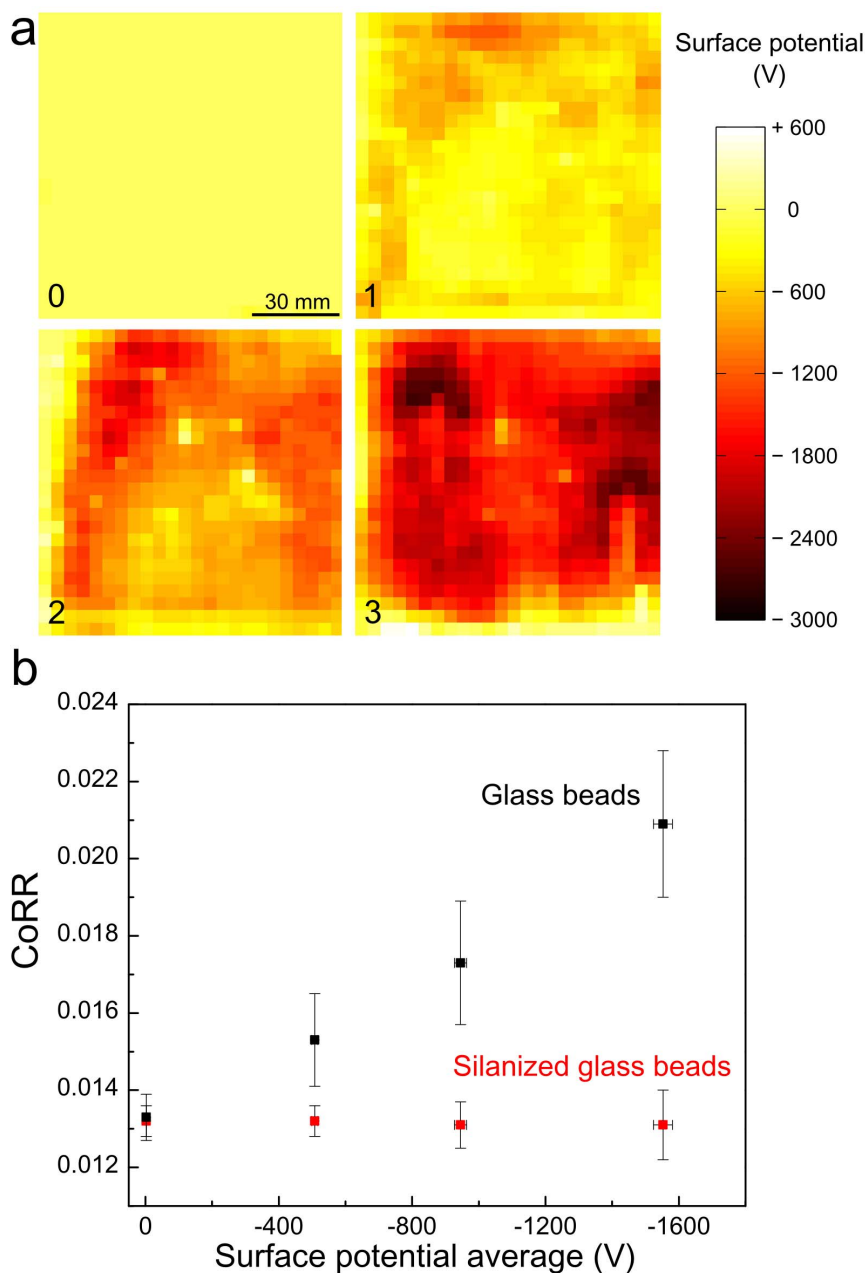 a
Surface potential
(V)
+ 600
0
− 600
− 1200
− 1800
− 2400
− 3000
0
30 mm
1
2
3
b
0.024
0.022
0.020
0.018
0.016
0.014
0.012
CoRR
Glass beads
Silanized glass beads
0
-400
-800
-1200
-1600
Surface potential average (V)